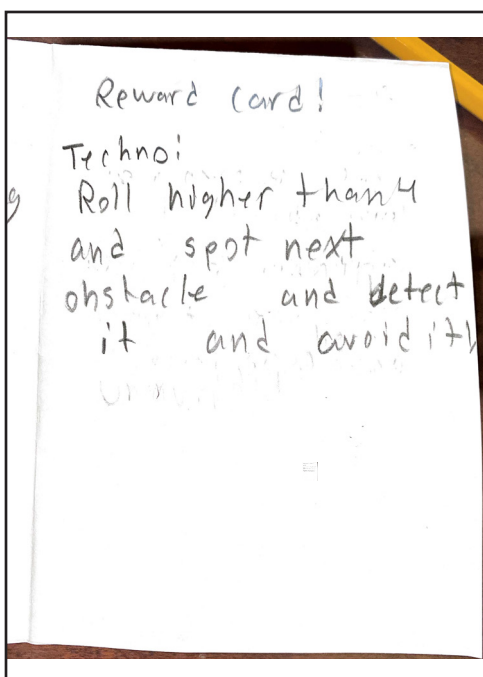 Reward Card!
Techno:
g Roll higher than 4
and spot next
obstacle and detect
it and avoid it!